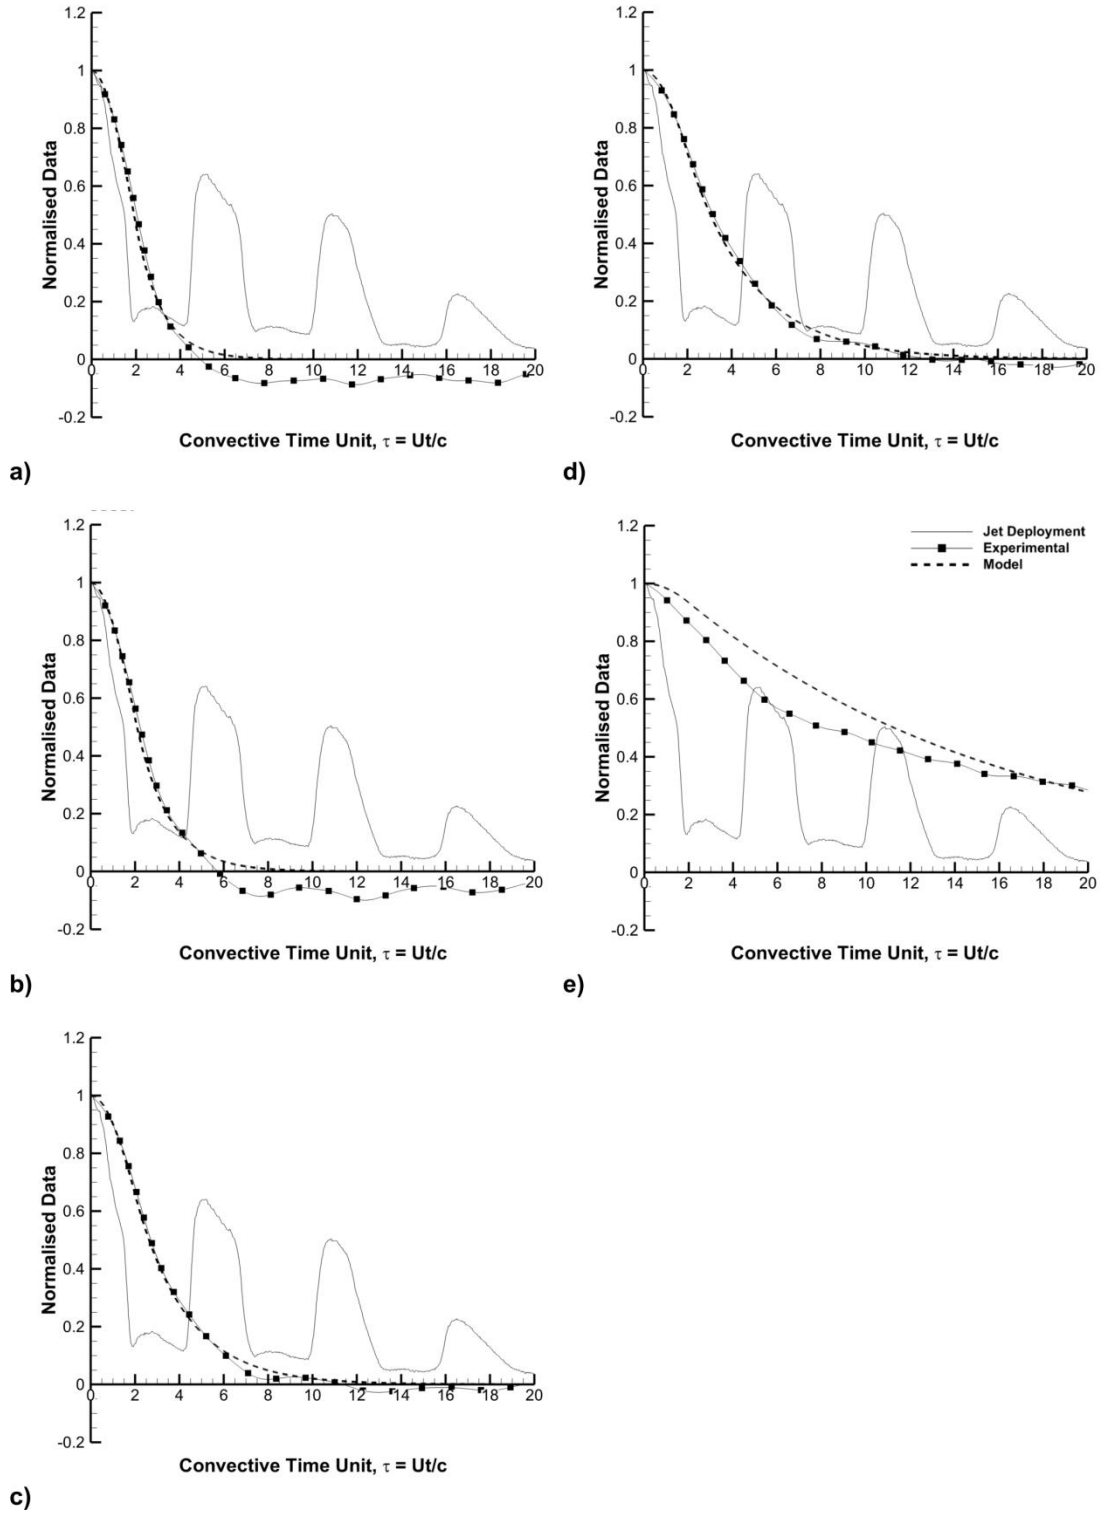 1.2
1
0.8
0.6
0.4
0.2
0
-0.2
Normalised Data
0 2 4 6 8 10 12 14 16 18 20
Convective Time Unit, τ = Ut/c
a)
1.2
1
0.8
0.6
0.4
0.2
0
-0.2
Normalised Data
0 2 4 6 8 10 12 14 16 18 20
Convective Time Unit, τ = Ut/c
d)
1.2
1
0.8
0.6
0.4
0.2
0
-0.2
Normalised Data
0 2 4 6 8 10 12 14 16 18 20
Convective Time Unit, τ = Ut/c
b)
1.2
1
0.8
0.6
0.4
0.2
0
-0.2
Normalised Data
Jet Deployment
Experimental
Model
0 2 4 6 8 10 12 14 16 18 20
Convective Time Unit, τ = Ut/c
e)
1.2
1
0.8
0.6
0.4
0.2
0
-0.2
Normalised Data
0 2 4 6 8 10 12 14 16 18 20
Convective Time Unit, τ = Ut/c
c)